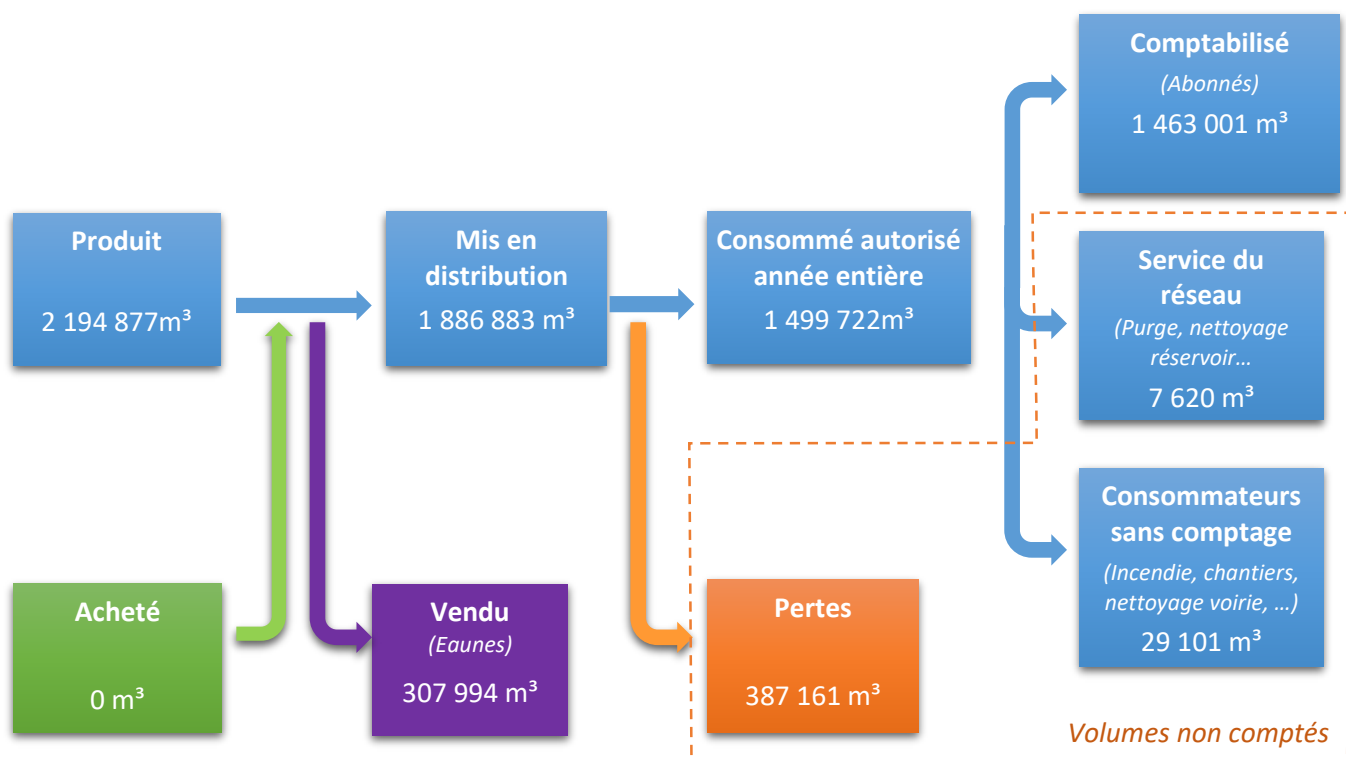 Comptabilisé
(Abonnés)
1 463 001 m³
Produit
2 194 877m³
Mis en
distribution
1 886 883 m³
Consommé autorisé
année entière
1 499 722m³
Service du
réseau
(Purge, nettoyage
réservoir…
7 620 m³
Consommateurs
sans comptage
(Incendie, chantiers,
nettoyage voirie, …)
29 101 m³
Acheté
0 m³
Vendu
(Eaunes)
307 994 m³
Pertes
387 161 m³
Volumes non comptés